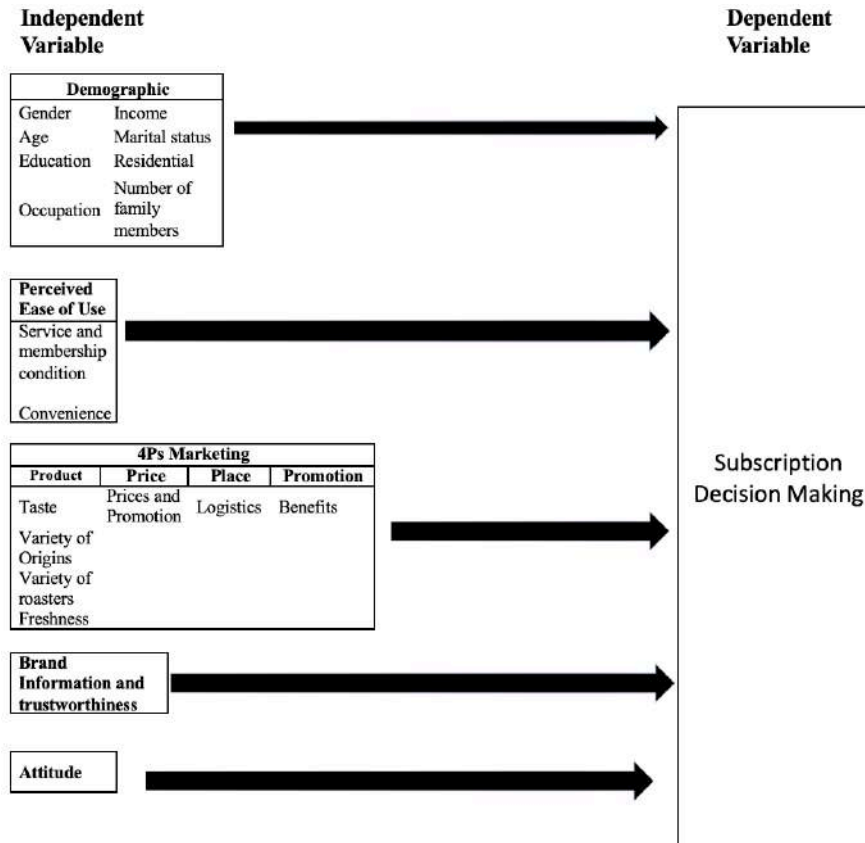 Independent
Variable
Dependent
Variable
Demographic
Gender Income
Age Marital status
Education Residential
Occupation Number of
family
members
Perceived
Ease of Use
Service and
membership
condition
Convenience
4Ps Marketing
Product Price Place Promotion
Taste Prices and
Promotion Logistics Benefits
Variety of
Origins
Variety of
roasters
Freshness
Brand
Information and
trustworthiness
Attitude
Subscription
Decision Making